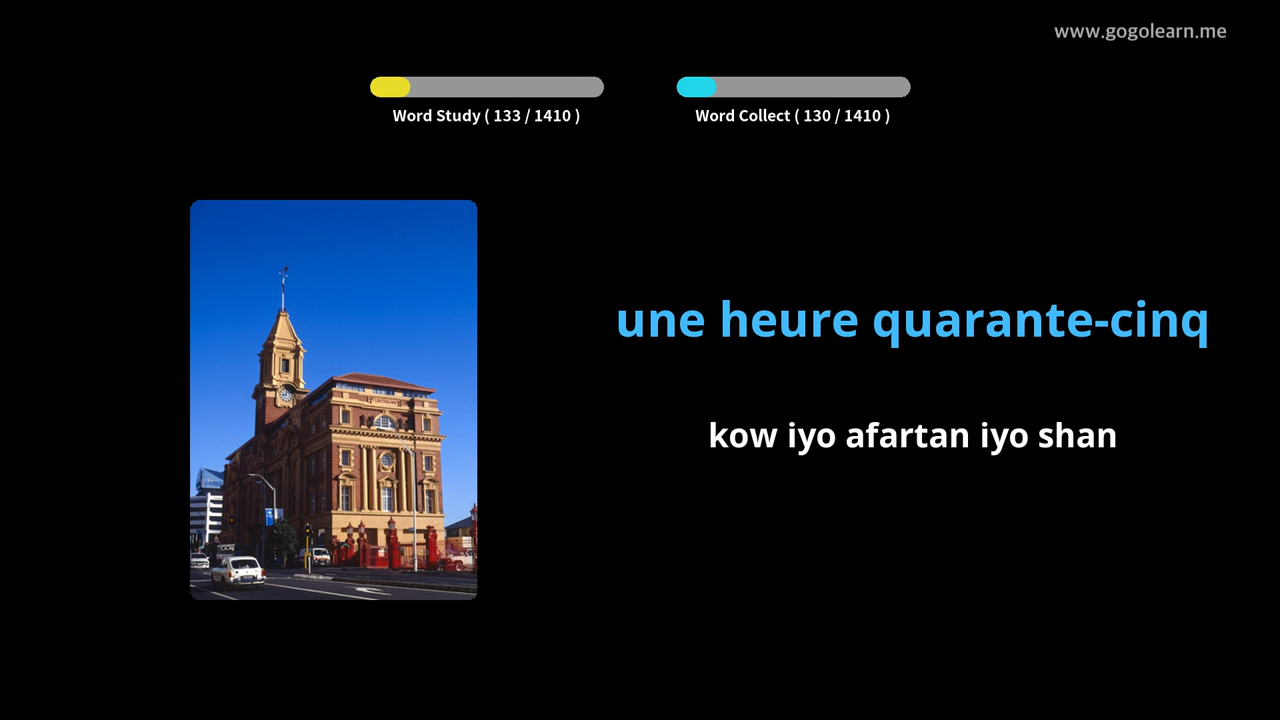 www.gogolearn.me
Word Study ( 133 / 1410 )
Word Collect ( 130 / 1410 )
une heure quarante-cinq
kow iyo afartan iyo shan